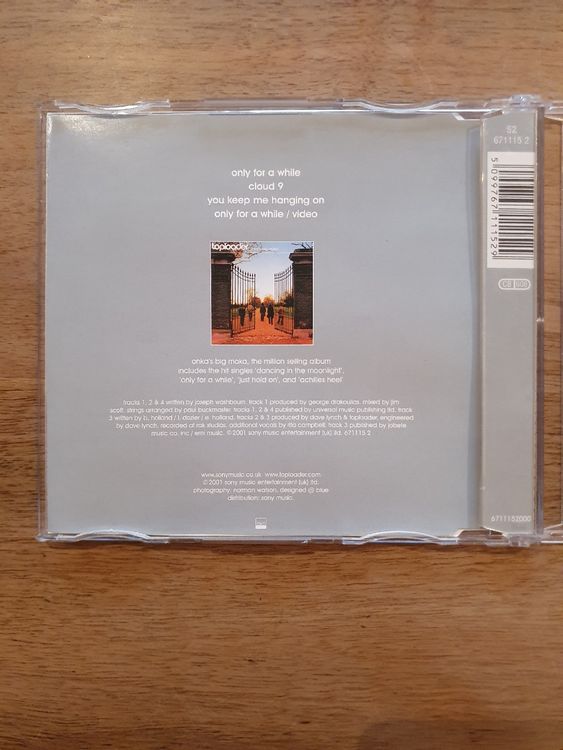 only for a while
cloud 9
you keep me hanging on
only for a while / video
toploader
onka's big moka, the million selling album
includes the hit singles 'dancing in the moonlight',
'only for a while', 'just hold on', and 'achilles heel'
tracks 1, 2 & 4 written by joseph washbourn. track 1 produced by george drakoulias. mixed by jim
scott. strings arranged by paul buckmaster. tracks 1, 2 & 4 published by universal music publishing ltd. track
3 written by b. holland / l. dozier / e. holland. tracks 2 & 3 produced by dave lynch & toploader. engineered
by dave lynch, recorded at rak studios. additional vocals by rita campbell. track 3 published by jobete
music co. inc / emi music. ©2001 sony music entertainment (uk) ltd. 671115 2
www.sonymusic.co.uk www.toploader.com
℗2001 sony music entertainment (uk) ltd.
photography: norman watson, designed @ blue
distribution: sony music.
S2
671115 2
5 099767 111529
CB 808
6711152000